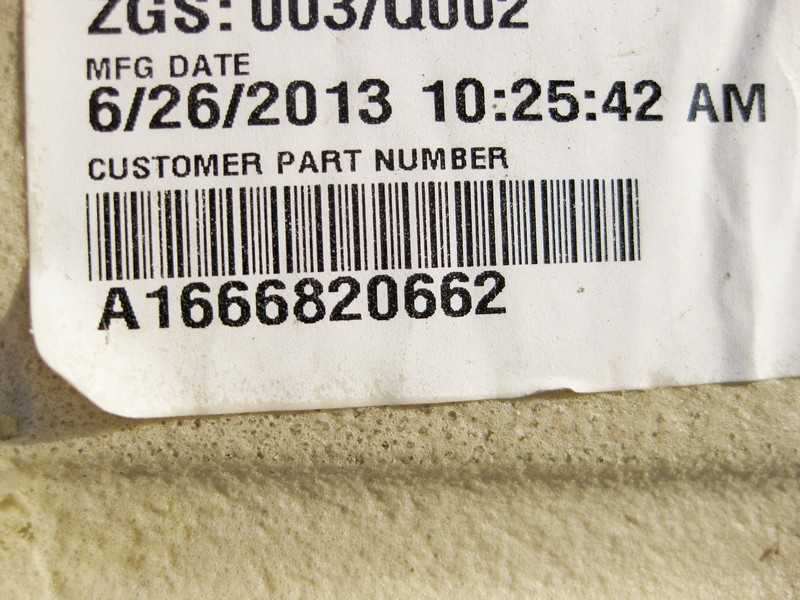 ZGS: 003/Q002
MFG DATE
6/26/2013 10:25:42 AM
CUSTOMER PART NUMBER
A1666820662